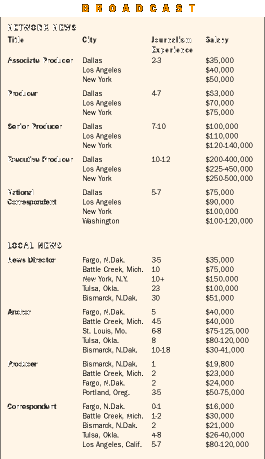 BROADCAST
NETWORK NEWS
Title City Journalism Experience Salary
Associate Producer Dallas 2-3 $35,000
Los Angeles $40,000
New York $50,000
Producer Dallas 4-7 $53,000
Los Angeles $70,000
New York $75,000
Senior Producer Dallas 7-10 $100,000
Los Angeles $110,000
New York $120-140,000
Executive Producer Dallas 10-12 $200-400,000
Los Angeles $225-450,000
New York $250-500,000
National Correspondent Dallas 5-7 $75,000
Los Angeles $90,000
New York $100,000
Washington $100-120,000
LOCAL NEWS
News Director Fargo, N.Dak. 3-5 $35,000
Battle Creek, Mich. 10 $75,000
New York, N.Y. 10+ $150,000
Tulsa, Okla. 23 $100,000
Bismarck, N.Dak. 30 $51,000
Anchor Fargo, N.Dak. 5 $40,000
Battle Creek, Mich. 4-5 $40,000
St. Louis, Mo. 6-8 $75-125,000
Tulsa, Okla. 8 $80-120,000
Bismarck, N.Dak. 10-18 $30-41,000
Producer Bismarck, N.Dak. 1 $19,800
Battle Creek, Mich. 2 $23,000
Fargo, N.Dak. 2 $24,000
Portland, Oreg. 3-5 $50-75,000
Correspondent Fargo, N.Dak. 0-1 $16,000
Battle Creek, Mich. 1-2 $30,000
Bismarck, N.Dak. 2 $21,000
Tulsa, Okla. 4-8 $26-40,000
Los Angeles, Calif. 5-7 $80-120,000